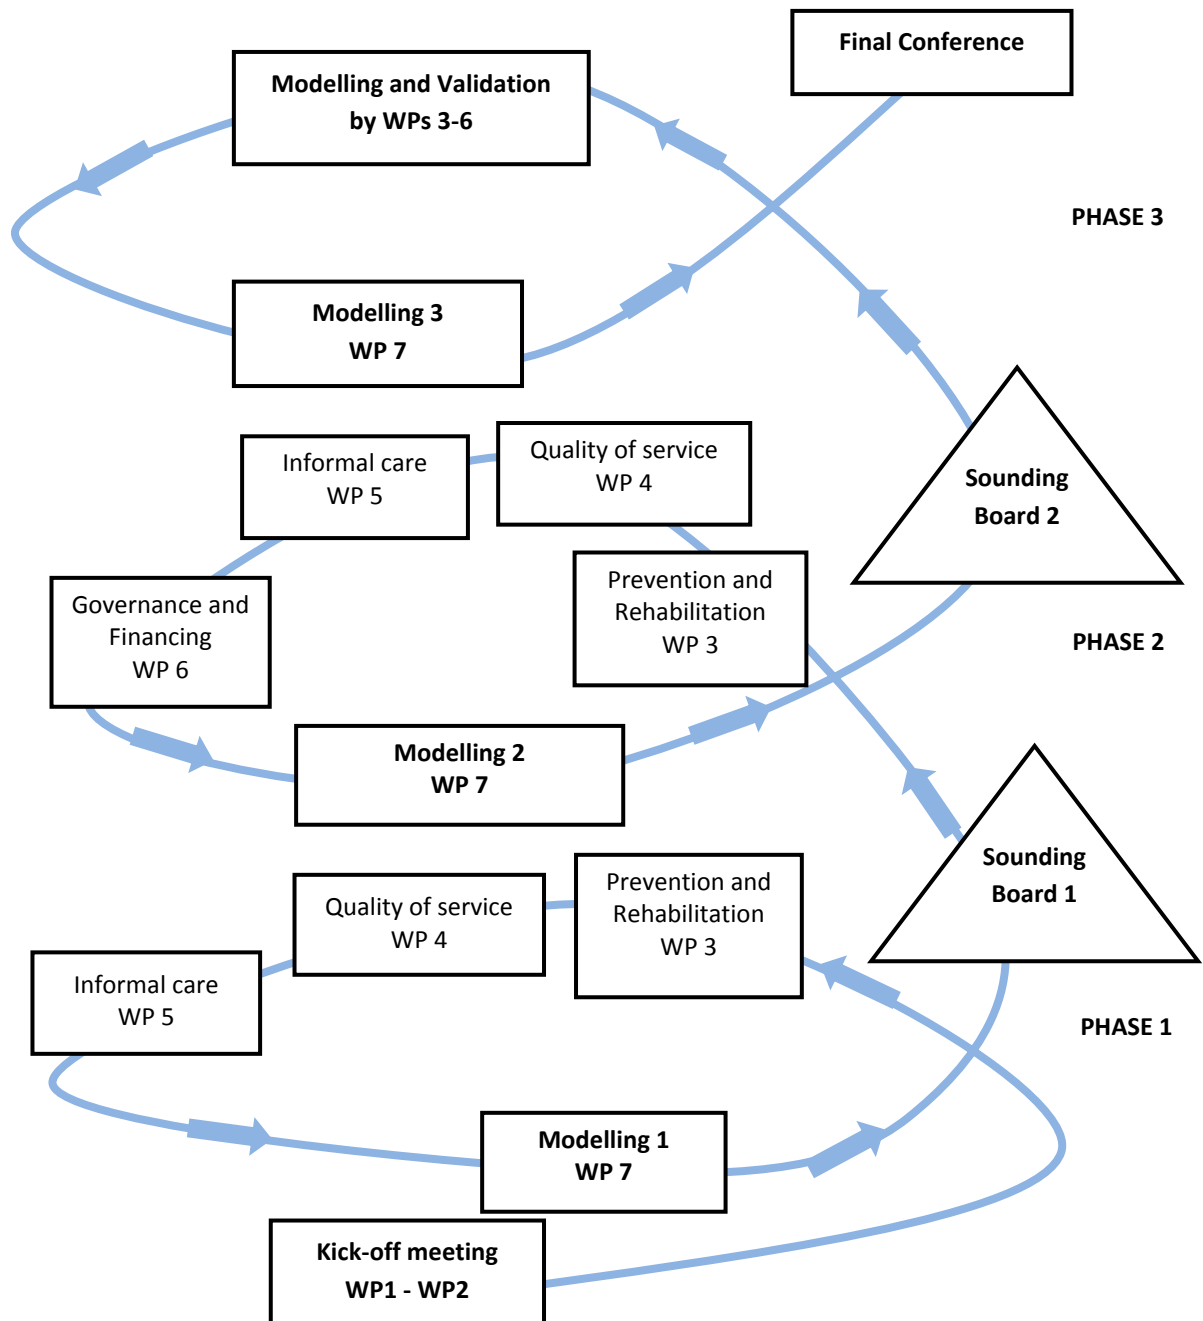 Final Conference
Modelling and Validation
by WPs 3-6
PHASE 3
Modelling 3
WP 7
Informal care
WP 5
Quality of service
WP 4
Sounding
Board 2
Prevention and
Rehabilitation
WP 3
Governance and
Financing
WP 6
PHASE 2
Modelling 2
WP 7
Sounding
Board 1
Prevention and
Rehabilitation
WP 3
Quality of service
WP 4
Informal care
WP 5
PHASE 1
Modelling 1
WP 7
Kick-off meeting
WP1 - WP2